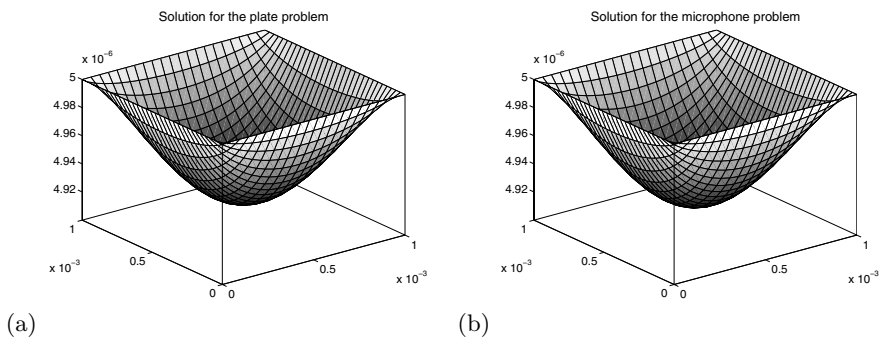 Solution for the plate problem
x 10⁻⁶
5
4.98
4.96
4.94
4.92
1
0.5
0
x 10⁻³
0
0.5
1
x 10⁻³
(a)
Solution for the microphone problem
x 10⁻⁶
5
4.98
4.96
4.94
4.92
1
0.5
0
x 10⁻³
0
0.5
1
x 10⁻³
(b)